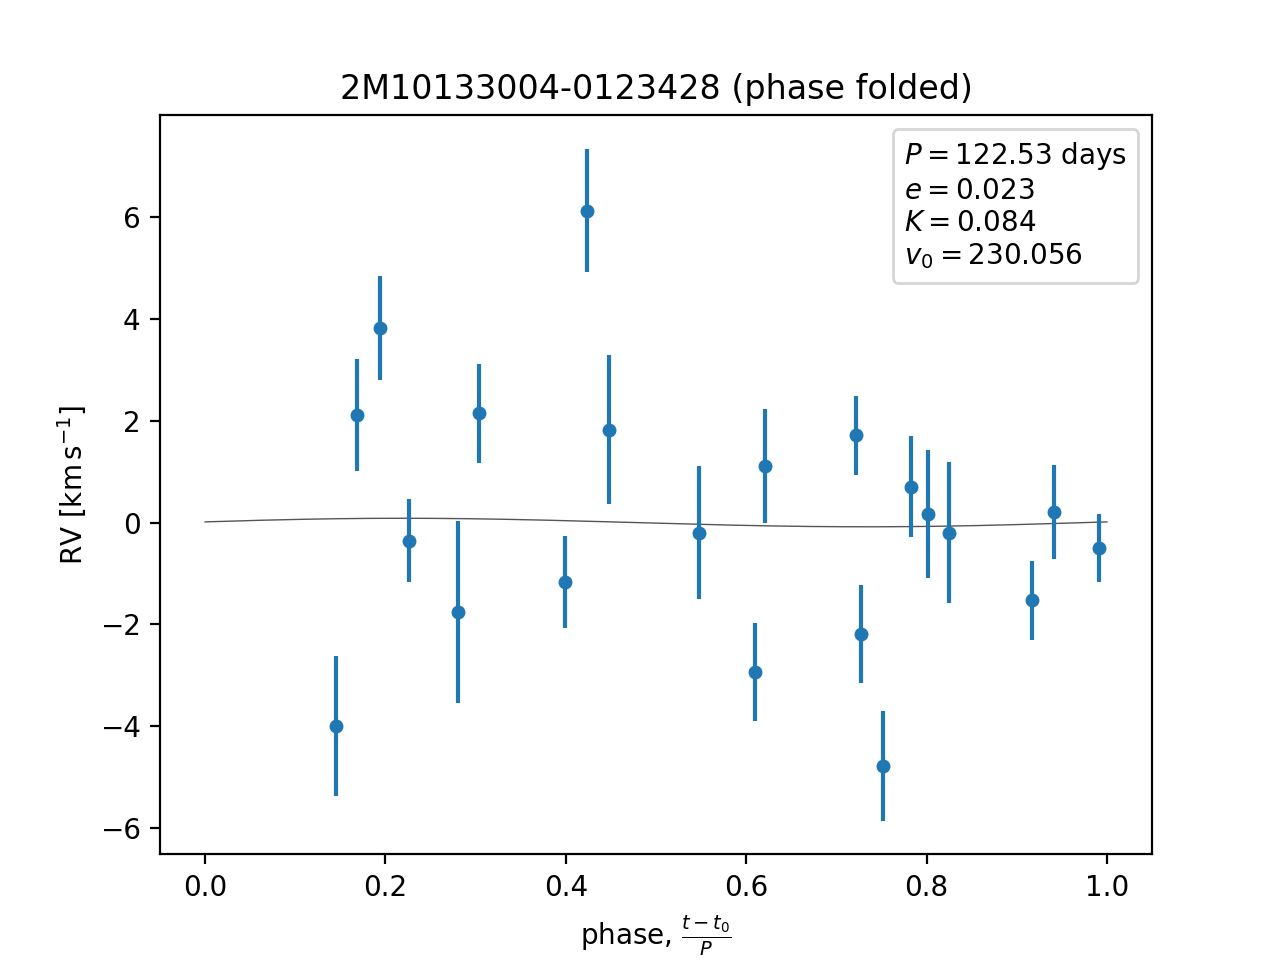 2M10133004-0123428 (phase folded)
P = 122.53 days
e = 0.023
K = 0.084
v₀ = 230.056
RV [km s⁻¹]
6
4
2
0
−2
−4
−6
0.0 0.2 0.4 0.6 0.8 1.0
phase, (t − t₀)/P